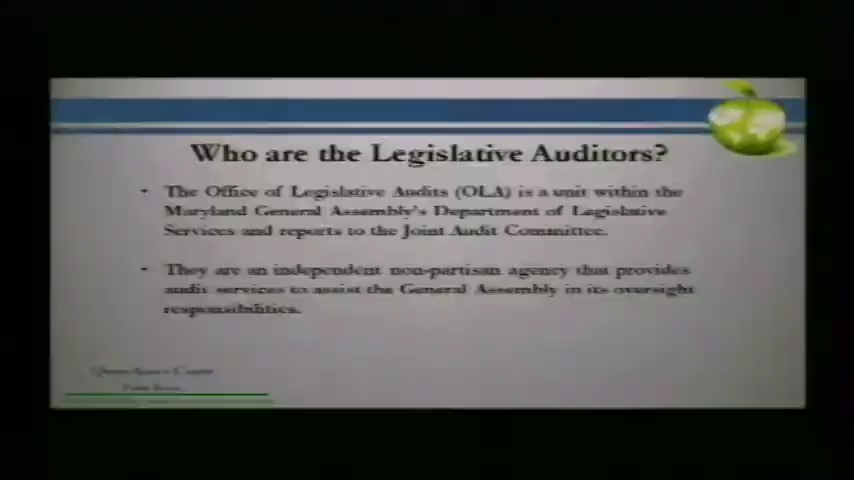 Who are the Legislative Auditors?
• The Office of Legislative Audits (OLA) is a unit within the
Maryland General Assembly's Department of Legislative
Services and reports to the Joint Audit Committee.
• They are an independent non-partisan agency that provides
audit services to assist the General Assembly in its oversight
responsibilities.